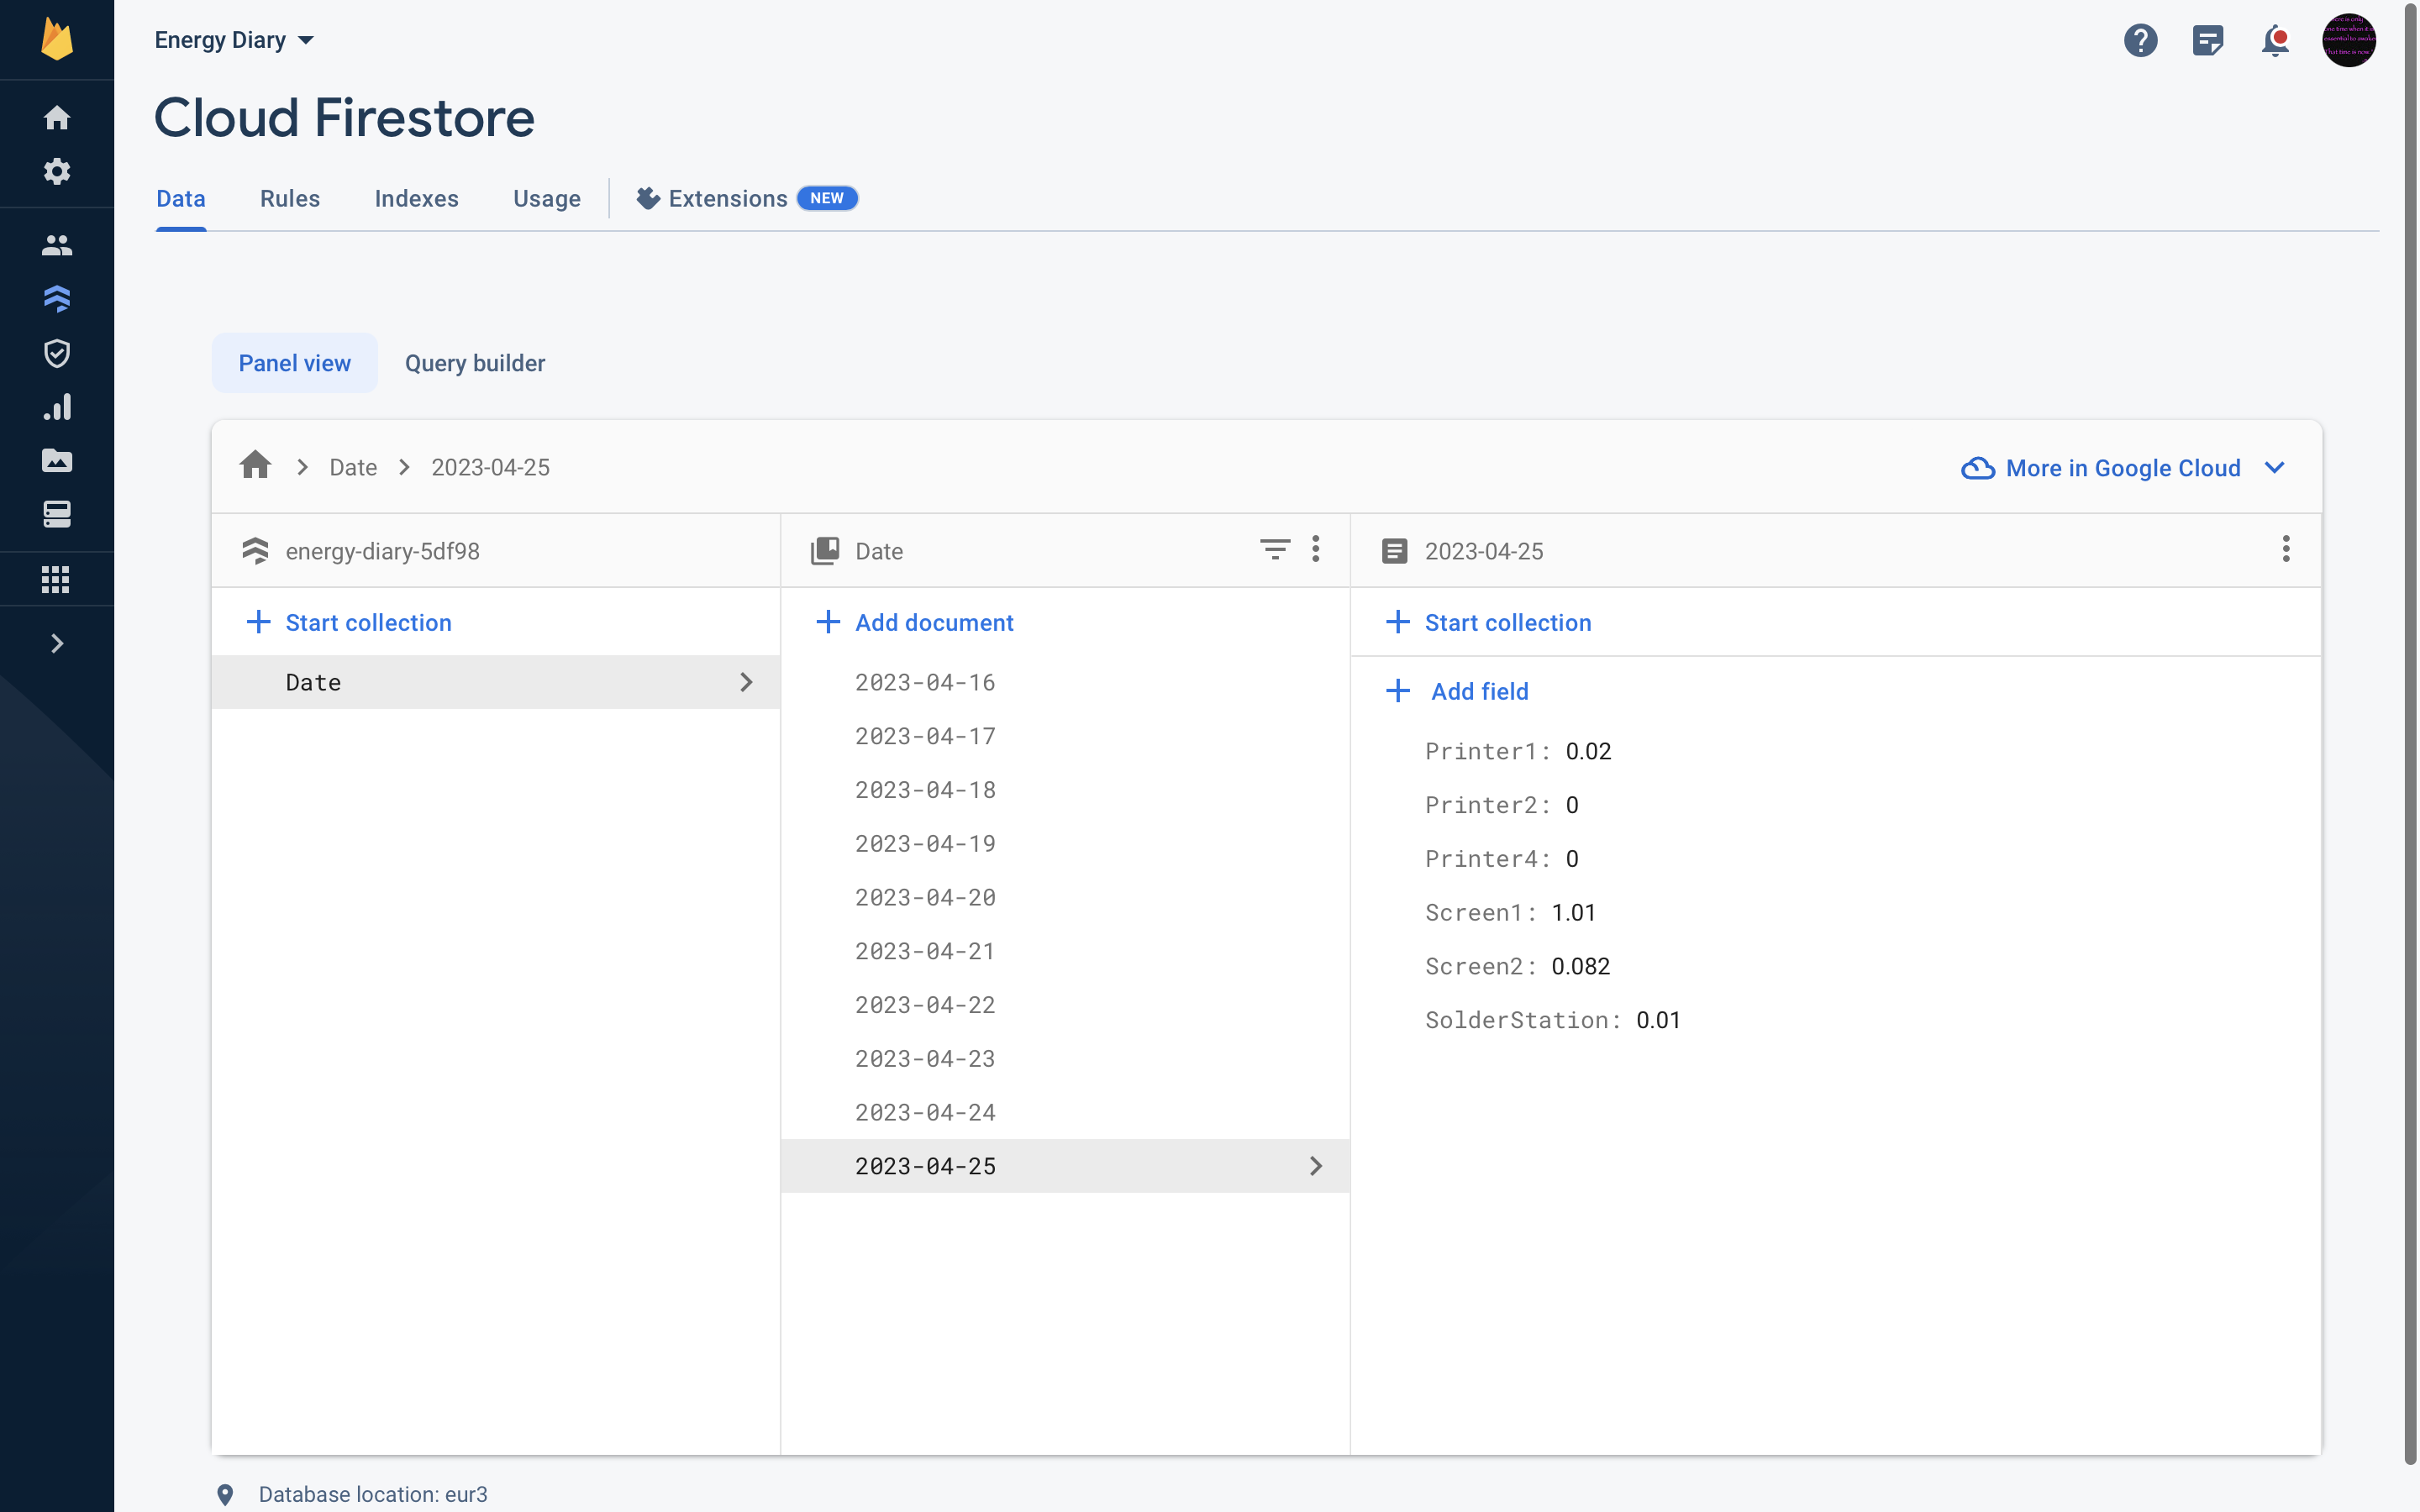 Energy Diary
Cloud Firestore
Data Rules Indexes Usage Extensions NEW
Panel view Query builder
Date 2023-04-25 More in Google Cloud
energy-diary-5df98
Start collection
Date
Date
Add document
2023-04-16
2023-04-17
2023-04-18
2023-04-19
2023-04-20
2023-04-21
2023-04-22
2023-04-23
2023-04-24
2023-04-25
2023-04-25
Start collection
Add field
Printer1: 0.02
Printer2: 0
Printer4: 0
Screen1: 1.01
Screen2: 0.082
SolderStation: 0.01
Database location: eur3